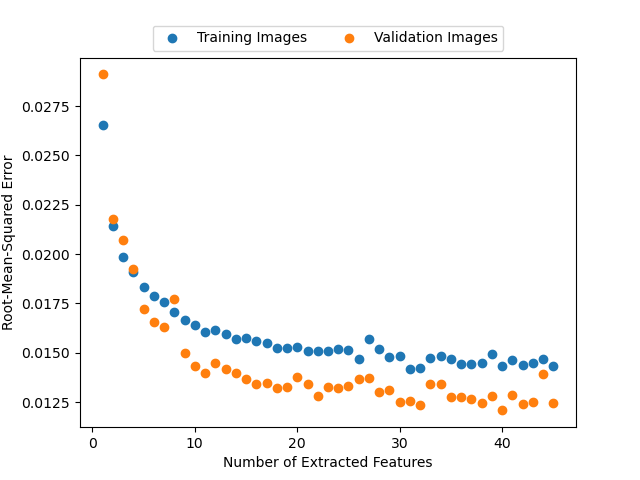 Training Images
Validation Images
0.0275
0.0250
0.0225
0.0200
0.0175
0.0150
0.0125
Root-Mean-Squared Error
0 10 20 30 40
Number of Extracted Features